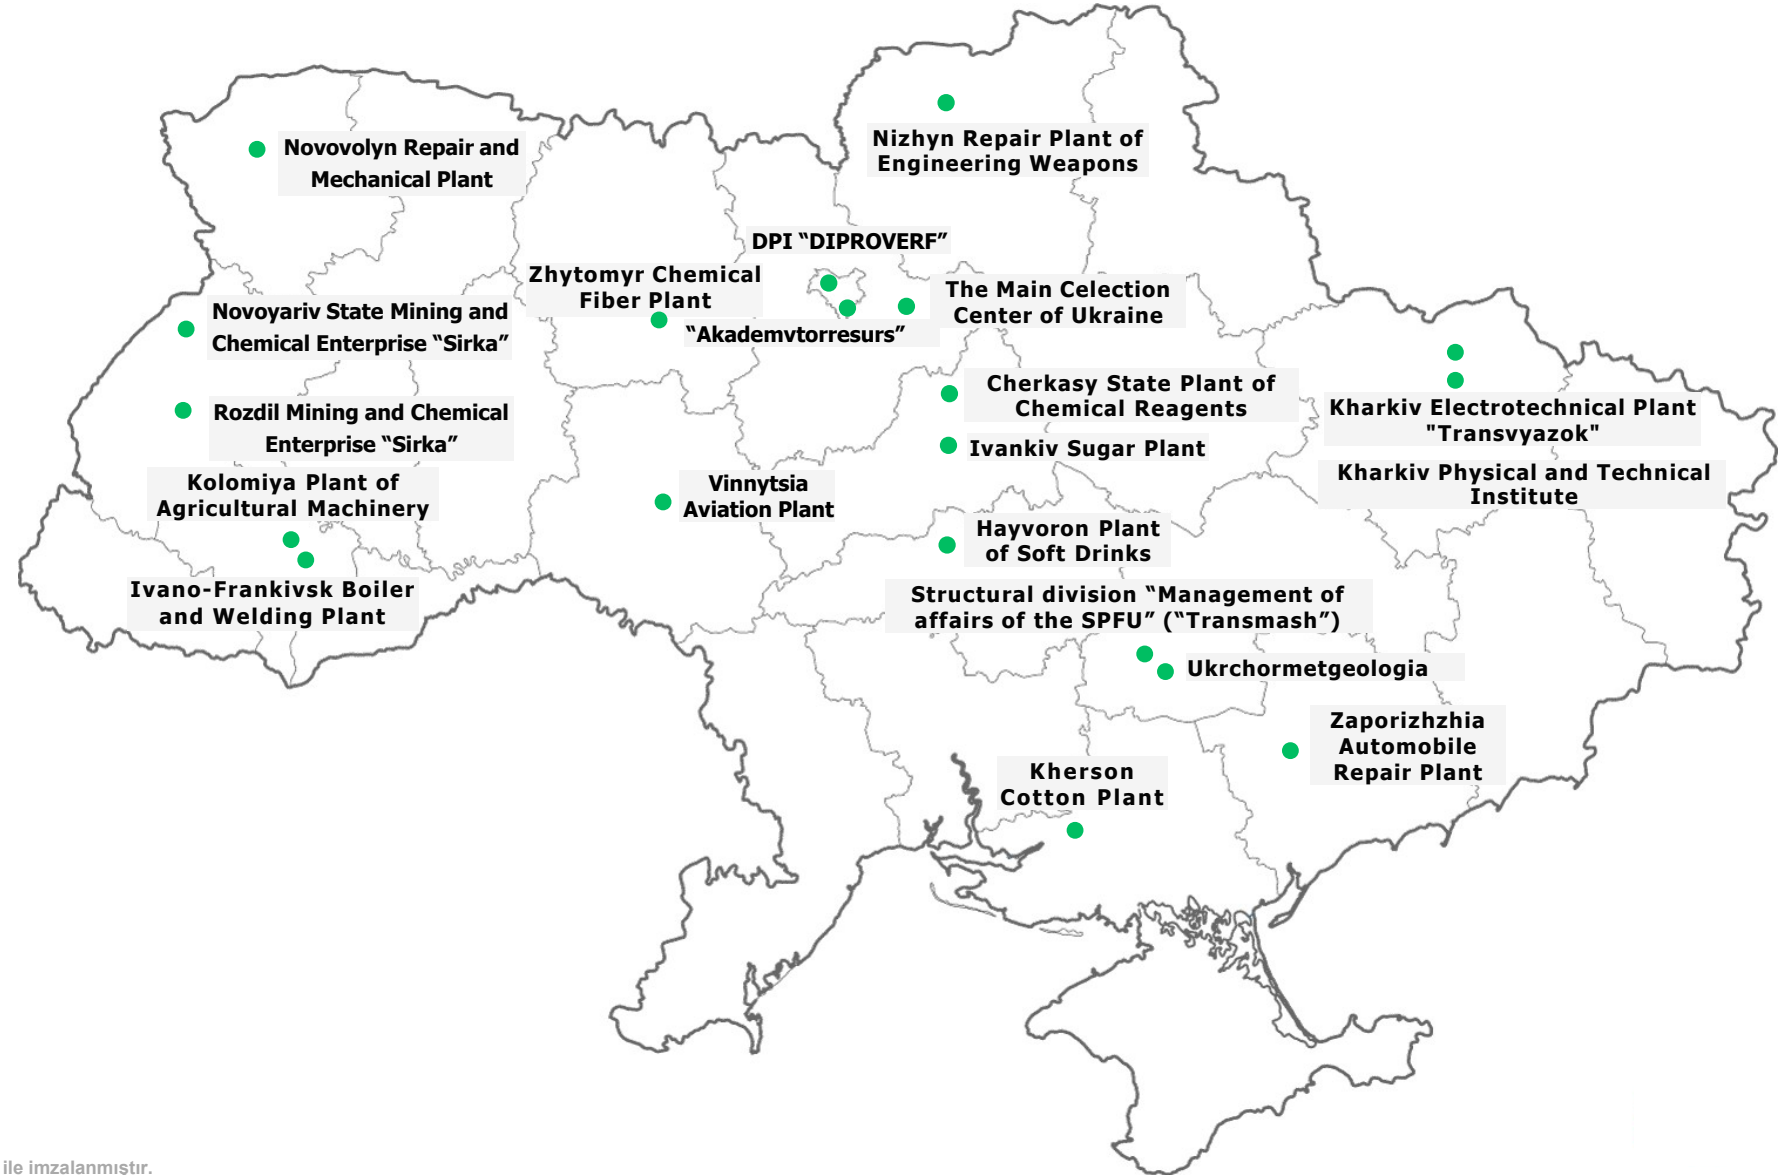 Nizhyn Repair Plant of
Engineering Weapons
Novovolyn Repair and
Mechanical Plant
DPI “DIPROVERF”
Zhytomyr Chemical
Fiber Plant
The Main Celection
Center of Ukraine
“Akademvtorresurs”
Novoyariv State Mining and
Chemical Enterprise “Sirka”
Cherkasy State Plant of
Chemical Reagents
Kharkiv Electrotechnical Plant
"Transvyazok"
Rozdil Mining and Chemical
Enterprise “Sirka”
Ivankiv Sugar Plant
Kharkiv Physical and Technical
Institute
Kolomiya Plant of
Agricultural Machinery
Vinnytsia
Aviation Plant
Hayvoron Plant
of Soft Drinks
Ivano-Frankivsk Boiler
and Welding Plant
Structural division “Management of
affairs of the SPFU” (“Transmash”)
Ukrchormetgeologia
Zaporizhzhia
Automobile
Repair Plant
Kherson
Cotton Plant
ile imzalanmıştır.